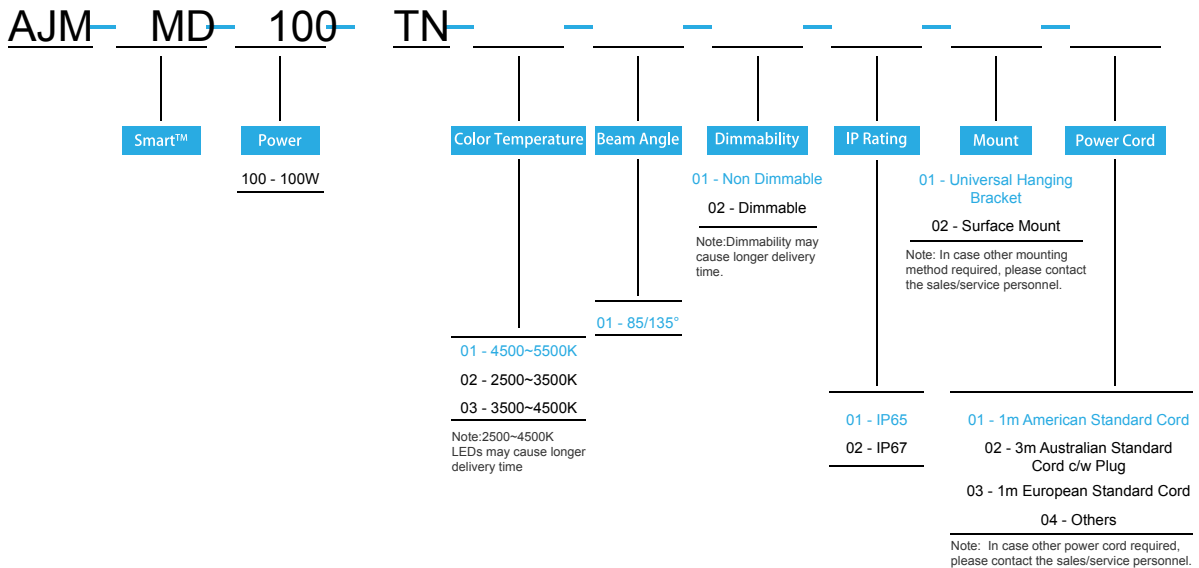 AJM MD 100 TN
Smart™
Power
100 - 100W
Color Temperature
01 - 4500~5500K
02 - 2500~3500K
03 - 3500~4500K
Note:2500~4500K
LEDs may cause longer
delivery time
Beam Angle
01 - 85/135°
Dimmability
01 - Non Dimmable
02 - Dimmable
Note:Dimmability may
cause longer delivery
time.
IP Rating
01 - IP65
02 - IP67
Mount
01 - Universal Hanging
Bracket
02 - Surface Mount
Note: In case other mounting
method required, please contact
the sales/service personnel.
Power Cord
01 - 1m American Standard Cord
02 - 3m Australian Standard
Cord c/w Plug
03 - 1m European Standard Cord
04 - Others
Note: In case other power cord required,
please contact the sales/service personnel.